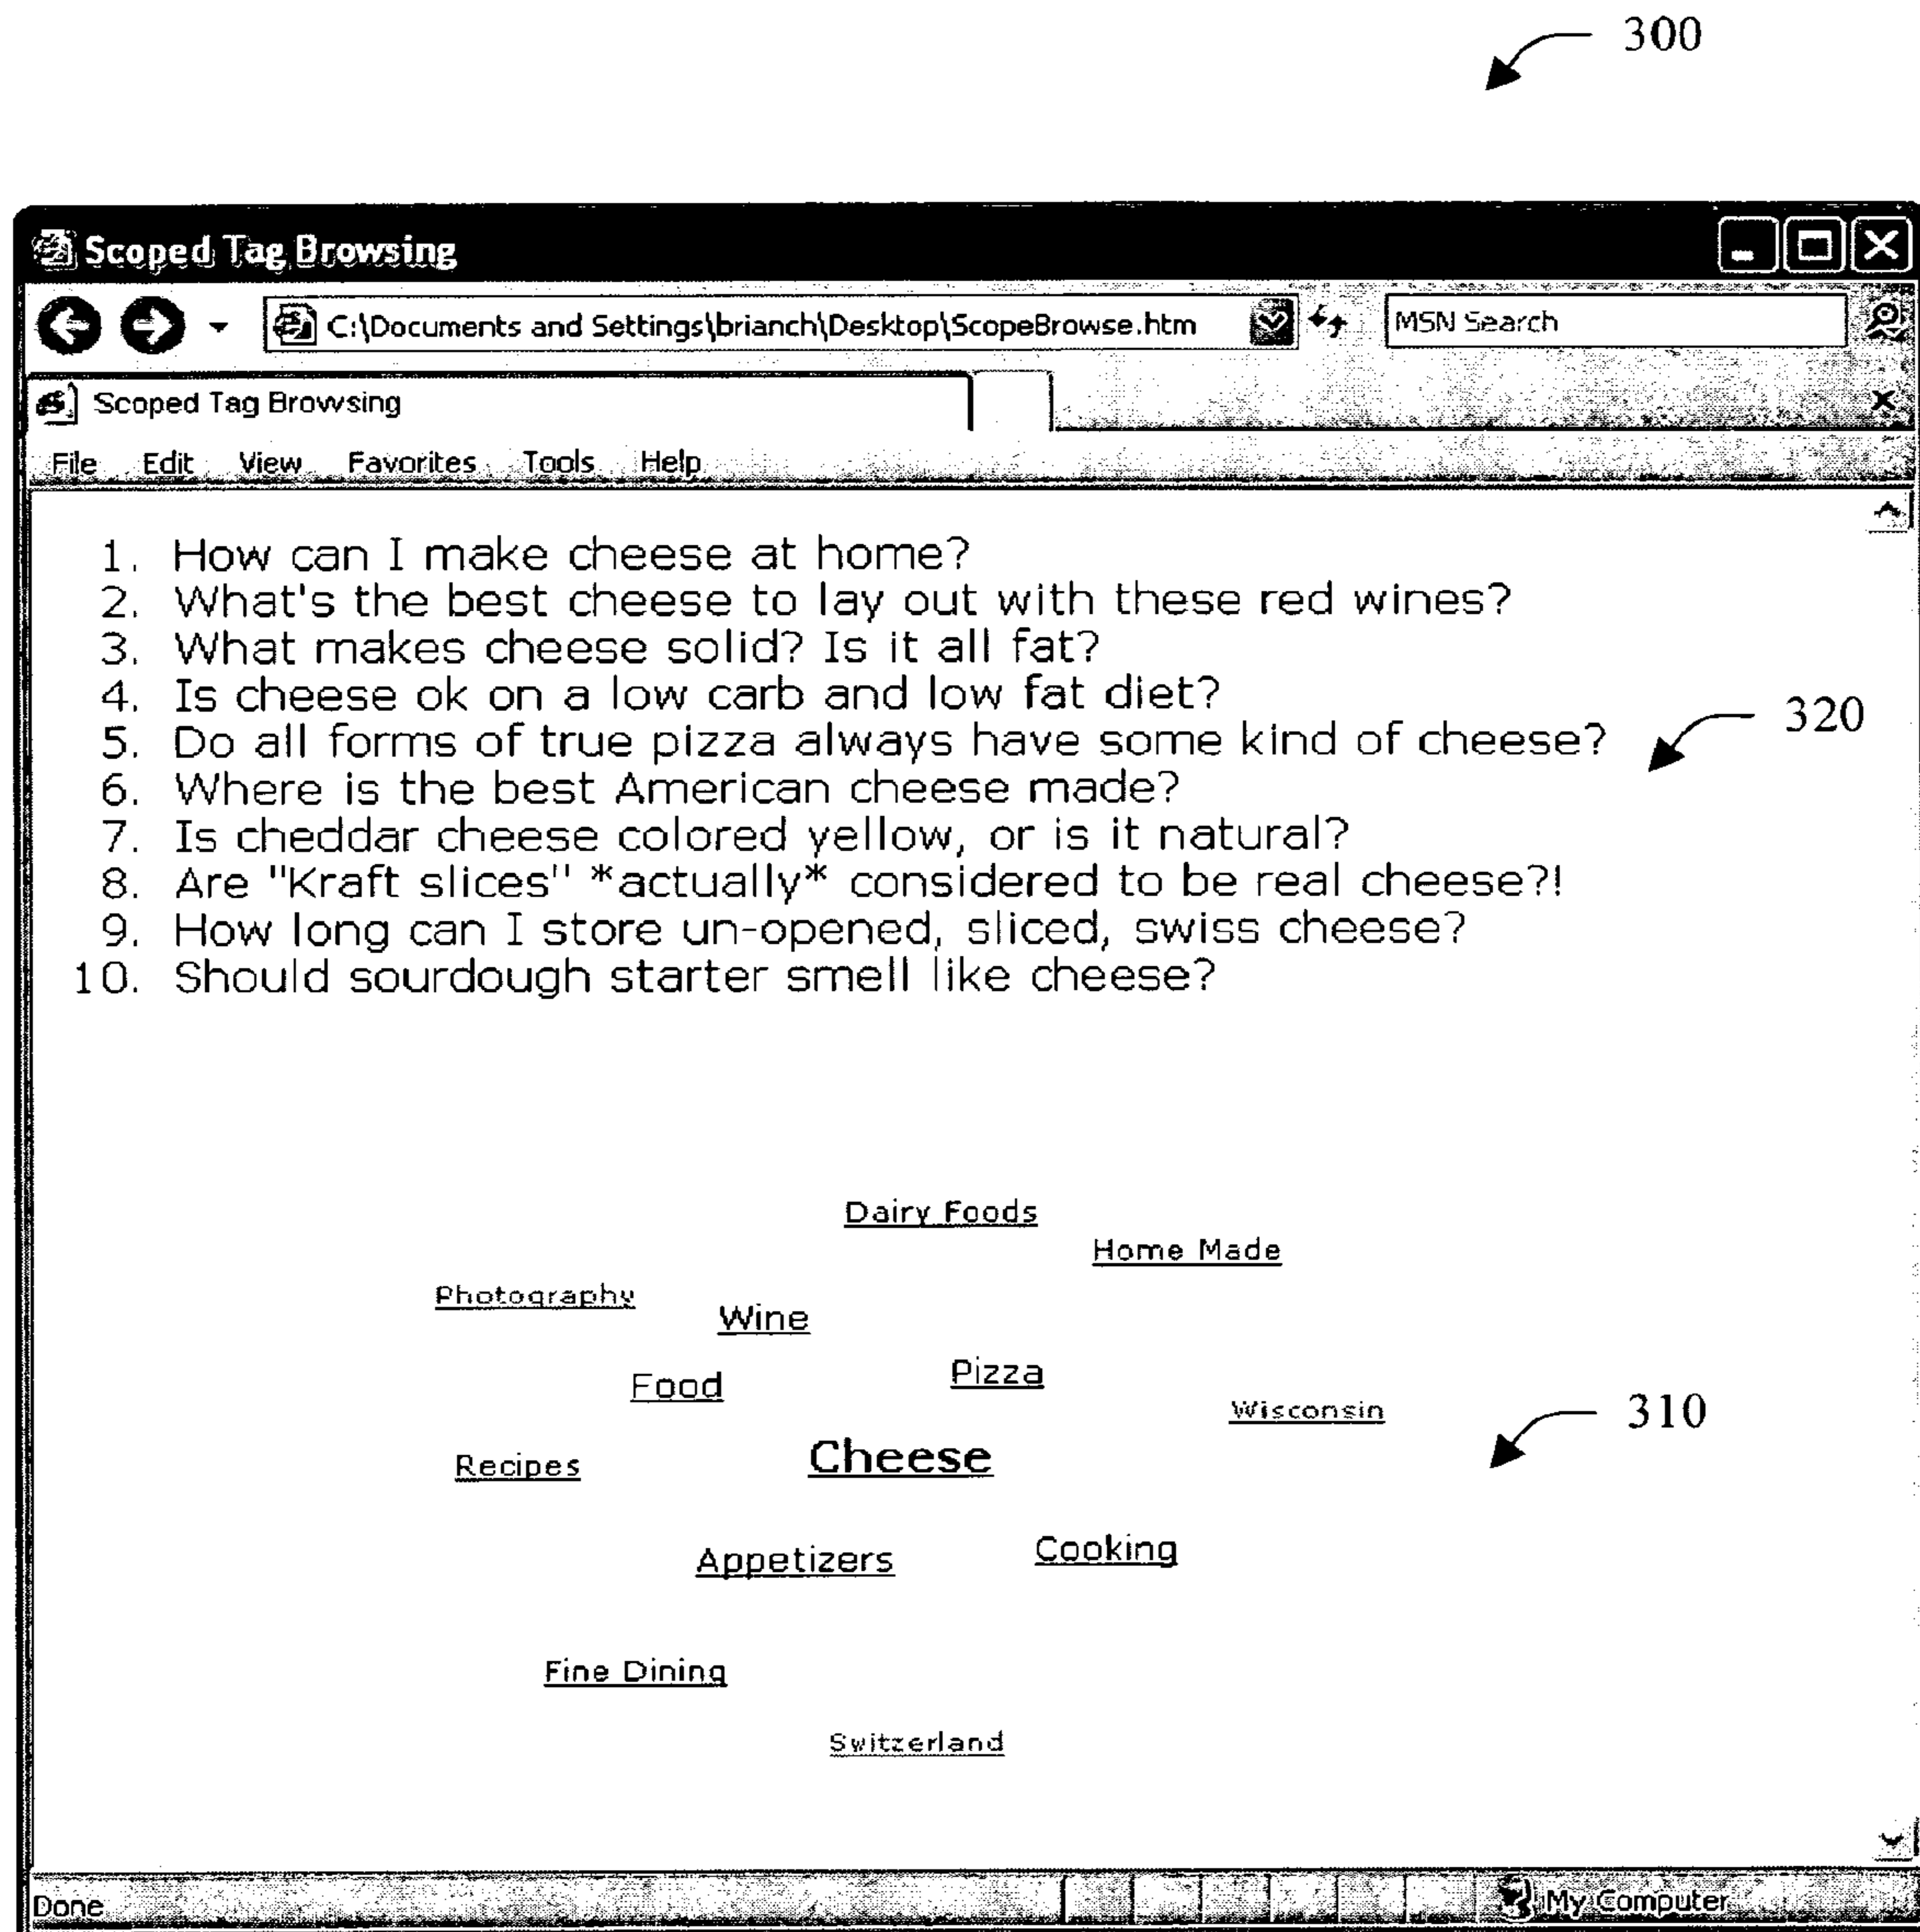 300
Scoped Tag Browsing
C:\Documents and Settings\brianch\Desktop\ScopeBrowse.htm
MSN Search
Scoped Tag Browsing
File Edit View Favorites Tools Help
1. How can I make cheese at home?
2. What's the best cheese to lay out with these red wines?
3. What makes cheese solid? Is it all fat?
4. Is cheese ok on a low carb and low fat diet?
5. Do all forms of true pizza always have some kind of cheese?
320
6. Where is the best American cheese made?
7. Is cheddar cheese colored yellow, or is it natural?
8. Are "Kraft slices" *actually* considered to be real cheese?!
9. How long can I store un-opened, sliced, swiss cheese?
10. Should sourdough starter smell like cheese?
Dairy Foods
Home Made
Photography
Wine
Pizza
Food
Wisconsin
310
Cheese
Recipes
Cooking
Appetizers
Fine Dining
Switzerland
Done
My Computer